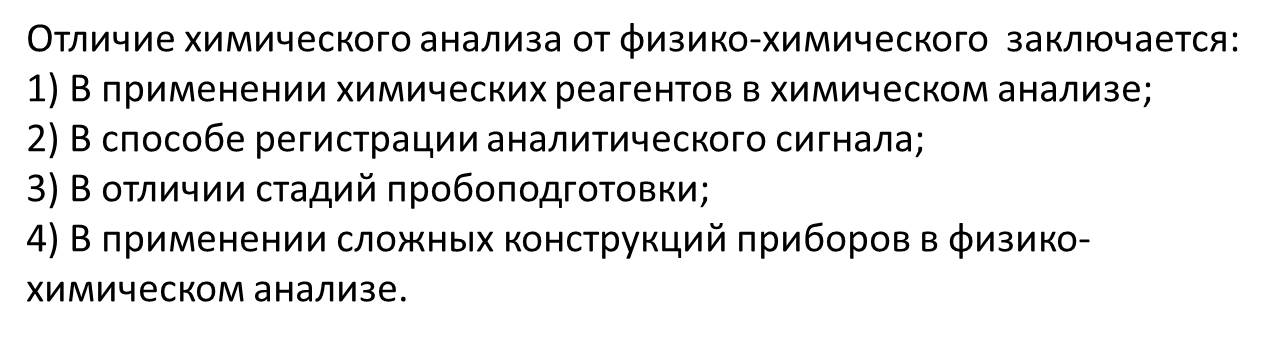 Отличие химического анализа от физико-химического  заключается:
1) В применении химических реагентов в химическом анализе;
2) В способе регистрации аналитического сигнала;
3) В отличии стадий пробоподготовки;
4) В применении сложных конструкций приборов в физико-
химическом анализе.